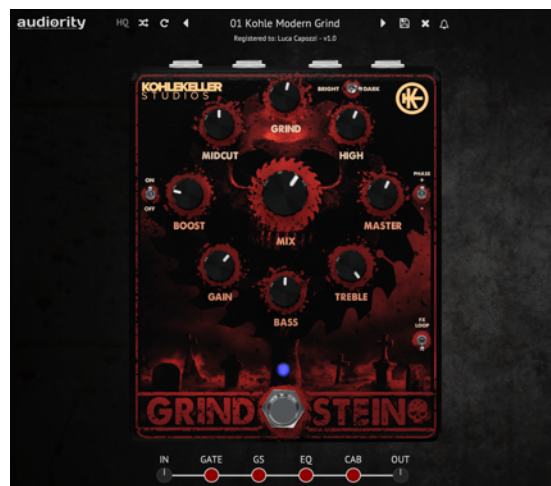 audiority
HQ
01 Kohle Modern Grind
Registered to: Luca Capozzi - v1.0
KOHLEKELLER
STUDIOS
BRIGHT
DARK
GRIND
MIDCUT
HIGH
ON
OFF
PHASE
+
-
BOOST
MIX
MASTER
GAIN
BASS
TREBLE
FX
LOOP
GRIND STEIN
IN GATE GS EQ CAB OUT